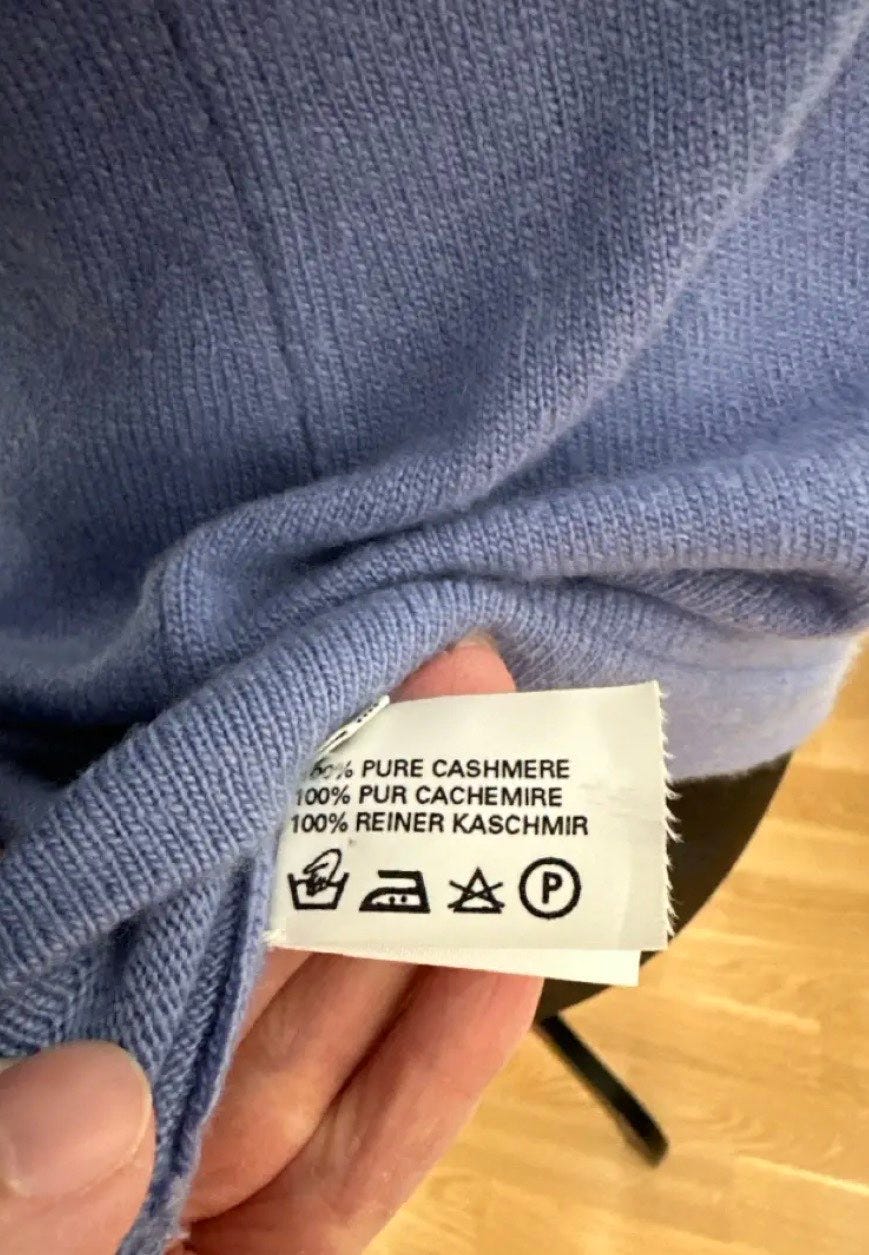 PURE CASHMERE
100% PUR CACHEMIRE
100% REINER KASCHMIR
P